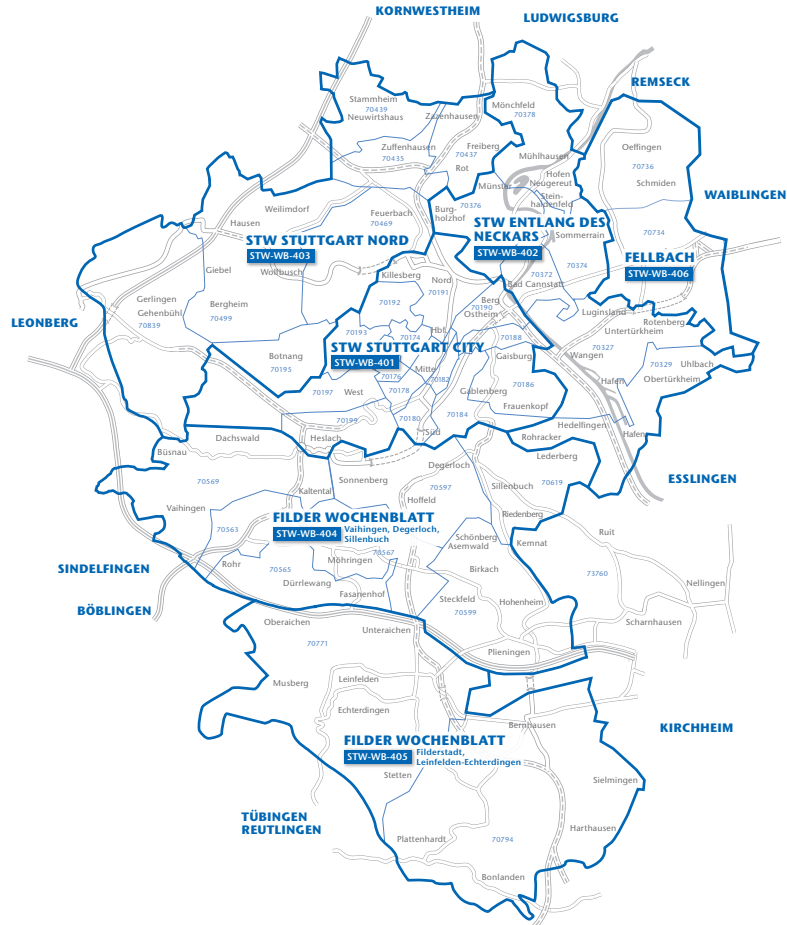 KORNWESTHEIM
LUDWIGSBURG
REMSECK
Stammheim
70439
Neuwirtshaus
Zazenhausen
Mönchfeld
70378
Zuffenhausen
70435
Freiberg
70437
Rot
Mühlhausen
Oeffingen
70736
Schmiden
Hofen
Neugereut
Münster
Stein-
haldenfeld
WAIBLINGEN
Weilimdorf
Hausen
Feuerbach
70469
Burg-
holzhof
70376
STW ENTLANG DES
NECKARS
STW-WB-402
Sommerrain
70734
STW STUTTGART NORD
STW-WB-403
Wolfbusch
FELLBACH
STW-WB-406
Giebel
Killesberg
Nord
70191
70372
70374
Bad Cannstatt
Gerlingen
Gehenbühl
70839
Bergheim
70499
70192
Berg
70190
Ostheim
Luginsland
Rotenberg
Untertürkheim
LEONBERG
70193
70174
Hbf.
70188
70327
STW STUTTGART CITY
STW-WB-401
Gaisburg
Wangen
Botnang
70195
Mitte
70176
70182
70178
70329
Uhlbach
Obertürkheim
70197
West
Gablenberg
70186
Hafen
Frauenkopf
70199
70180
70184
Hedelfingen
Hafen
Dachswald
Heslach
Süd
Rohracker
Büsnau
Lederberg
Degerloch
ESSLINGEN
70569
Sonnenberg
70597
Sillenbuch
70619
Kaltental
Hoffeld
Vaihingen
Riedenberg
FILDER WOCHENBLATT
STW-WB-404
Vaihingen, Degerloch,
Sillenbuch
70563
Schönberg
Asemwald
Kemnat
Ruit
70567
SINDELFINGEN
Rohr
70565
Möhringen
Birkach
73760
Dürrlewang
Nellingen
Fasanenhof
Steckfeld
70599
Hohenheim
BÖBLINGEN
Oberaichen
Unteraichen
Scharnhausen
70771
Plieningen
Musberg
Leinfelden
Echterdingen
Bernhausen
KIRCHHEIM
FILDER WOCHENBLATT
STW-WB-405
Filderstadt,
Leinfelden-Echterdingen
Stetten
Sielmingen
TÜBINGEN
REUTLINGEN
Harthausen
Plattenhardt
70794
Bonlanden